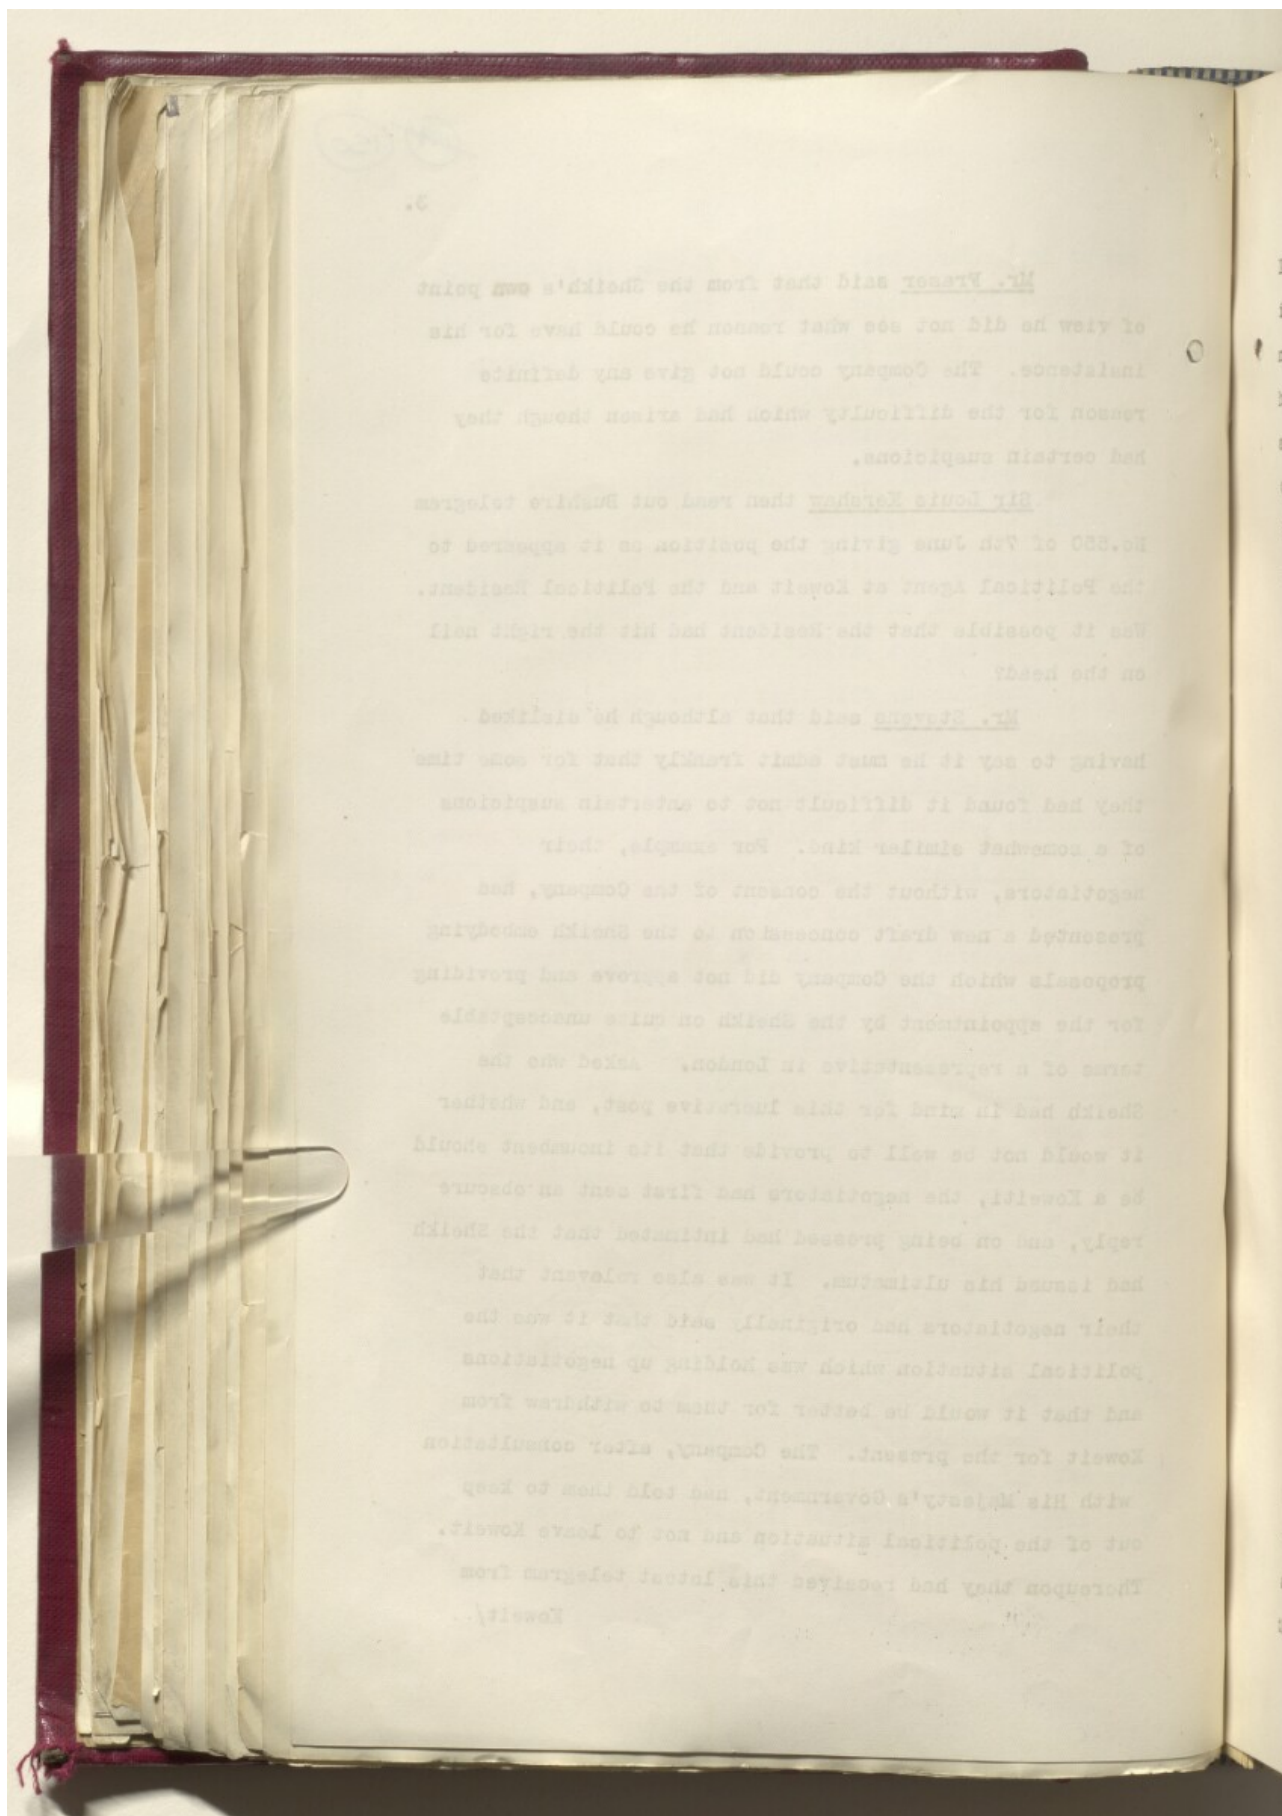 3.
Mr. Fraser said that from the Sheikh's own point
of view he did not see what reason he could have for his
insistence. The Company could not give any definite
reason for the difficulty which had arisen though they
had certain suspicions.
Sir Louis Kershaw then read out Bushire telegram
No.550 of 7th June giving the position as it appeared to
the Political Agent at Koweit and the Political Resident.
Was it possible that the Resident had hit the right nail
on the head?
Mr. Stevens said that although he disliked
having to say it he must admit frankly that for some time
they had found it difficult not to entertain suspicions
of a somewhat similar kind. For example, their
negotiators, without the consent of the Company, had
presented a new draft concession to the Sheikh embodying
proposals which the Company did not approve and providing
for the appointment by the Sheikh on quite unacceptable
terms of a representative in London. Asked who the
Sheikh had in mind for this lucrative post, and whether
it would not be well to provide that its incumbent should
be a Koweiti, the negotiators had first sent an obscure
reply, and on being pressed had intimated that the Sheikh
had issued his ultimatum. It was also relevant that
their negotiators had originally said that it was the
political situation which was holding up negotiations
and that it would be better for them to withdraw from
Koweit for the present. The Company, after consultation
with His Majesty's Government, had told them to keep
out of the political situation and not to leave Koweit.
Thereupon they had received this latest telegram from
Koweit/